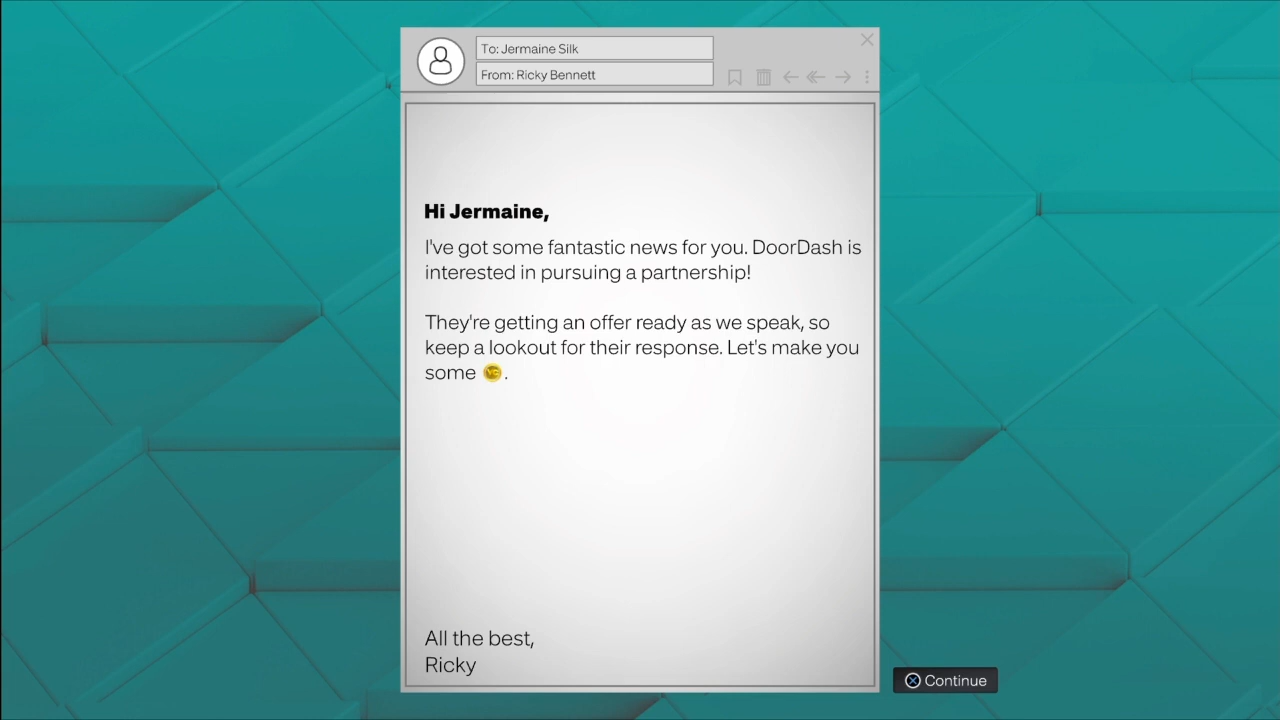 To: Jermaine Silk
From: Ricky Bennett
Hi Jermaine,
I've got some fantastic news for you. DoorDash is
interested in pursuing a partnership!
They're getting an offer ready as we speak, so
keep a lookout for their response. Let's make you
some VC.
All the best,
Ricky
Continue